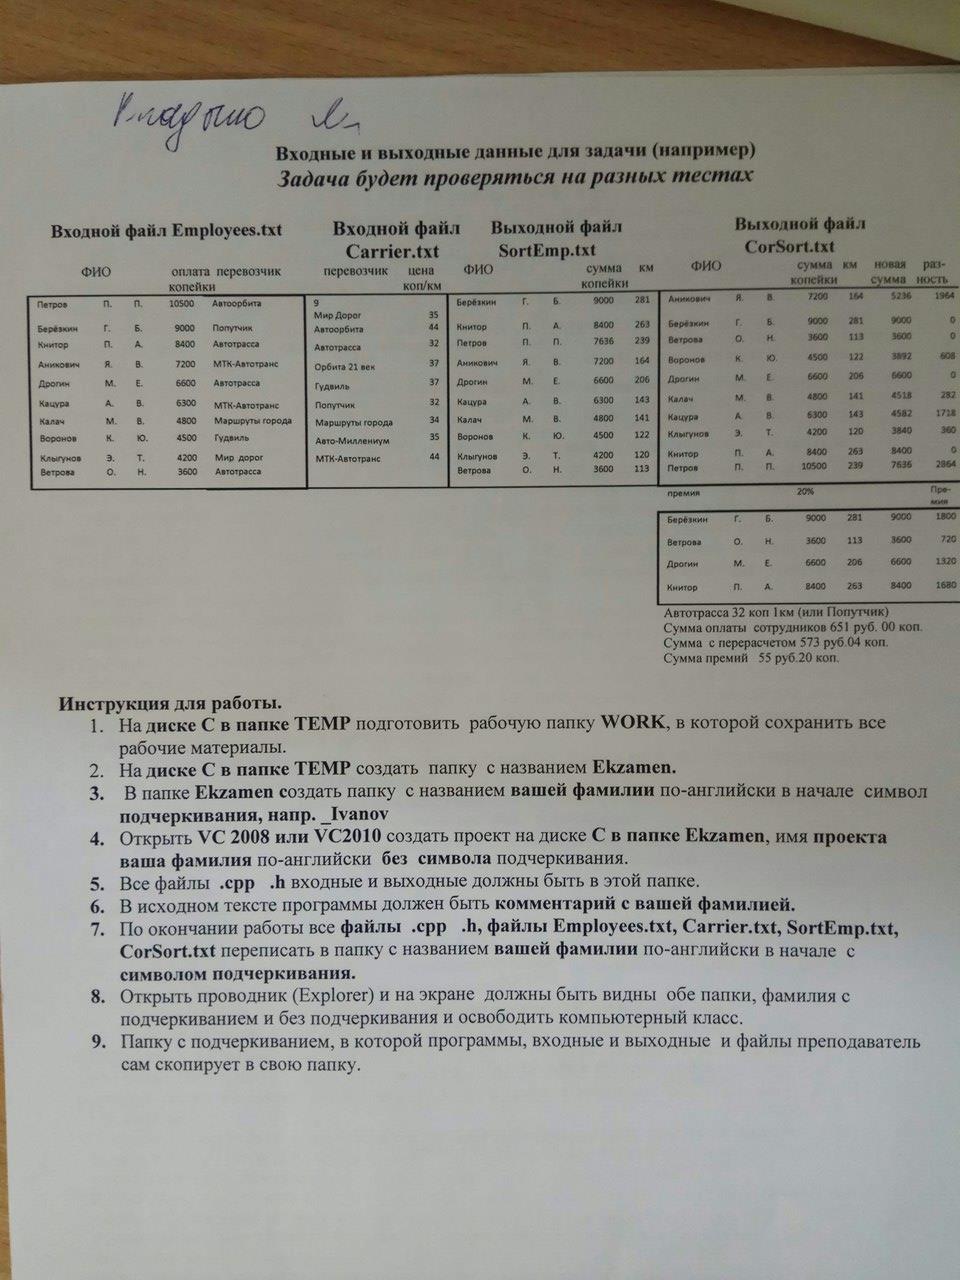 Входные и выходные данные для задачи (например)
Задача будет проверяться на разных тестах
Входной файл Employees.txt
ФИО оплата перевозчик
копейки
Петров П. П. 10500 Автоорбита
Берёзкин Г. Б. 9000 Попутчик
Книтор П. А. 8400 Автотрасса
Аникович Я. В. 7200 МТК-Автотранс
Дрогин М. Е. 6600 Автотрасса
Кацура А. В. 6300 МТК-Автотранс
Калач М. В. 4800 Маршруты города
Воронов К. Ю. 4500 Гудвиль
Клыгунов Э. Т. 4200 Мир дорог
Ветрова О. Н. 3600 Автотрасса
Входной файл
Carrier.txt
перевозчик цена
коп/км
9
Мир Дорог 35
Автоорбита 44
Автотрасса 32
Орбита 21 век 37
Гудвиль 37
Попутчик 32
Маршруты города 34
Авто-Миллениум 35
МТК-Автотранс 44
Выходной файл
SortEmp.txt
ФИО сумма км
копейки
Берёзкин Г. Б. 9000 281
Книтор П. А. 8400 263
Петров П. П. 7636 239
Аникович Я. В. 7200 164
Дрогин М. Е. 6600 206
Кацура А. В. 6300 143
Калач М. В. 4800 141
Воронов К. Ю. 4500 122
Клыгунов Э. Т. 4200 120
Ветрова О. Н. 3600 113
Выходной файл
CorSort.txt
ФИО сумма км новая раз-
копейки сумма ность
Аникович Я. В. 7200 164 5236 1964
Берёзкин Г. Б. 9000 281 9000 0
Ветрова О. Н. 3600 113 3600 0
Воронов К. Ю. 4500 122 3892 608
Дрогин М. Е. 6600 206 6600 0
Калач М. В. 4800 141 4518 282
Кацура А. В. 6300 143 4582 1718
Клыгунов Э. Т. 4200 120 3840 360
Книтор П. А. 8400 263 8400 0
Петров П. П. 10500 239 7636 2864
премия 20% Пре-
мия
Берёзкин Г. Б. 9000 281 9000 1800
Ветрова О. Н. 3600 113 3600 720
Дрогин М. Е. 6600 206 6600 1320
Книтор П. А. 8400 263 8400 1680
Автотрасса 32 коп 1км (или Попутчик)
Сумма оплаты сотрудников 651 руб. 00 коп.
Сумма с перерасчетом 573 руб.04 коп.
Сумма премий 55 руб.20 коп.
Инструкция для работы.
1. На диске C в папке TEMP подготовить рабочую папку WORK, в которой сохранить все
рабочие материалы.
2. На диске C в папке TEMP создать папку с названием Ekzamen.
3. В папке Ekzamen создать папку с названием вашей фамилии по-английски в начале символ
подчеркивания, напр. _Ivanov
4. Открыть VC 2008 или VC2010 создать проект на диске C в папке Ekzamen, имя проекта
ваша фамилия по-английски без символа подчеркивания.
5. Все файлы .cpp .h входные и выходные должны быть в этой папке.
6. В исходном тексте программы должен быть комментарий с вашей фамилией.
7. По окончании работы все файлы .cpp .h, файлы Employees.txt, Carrier.txt, SortEmp.txt,
CorSort.txt переписать в папку с названием вашей фамилии по-английски в начале с
символом подчеркивания.
8. Открыть проводник (Explorer) и на экране должны быть видны обе папки, фамилия с
подчеркиванием и без подчеркивания и освободить компьютерный класс.
9. Папку с подчеркиванием, в которой программы, входные и выходные и файлы преподаватель
сам скопирует в свою папку.